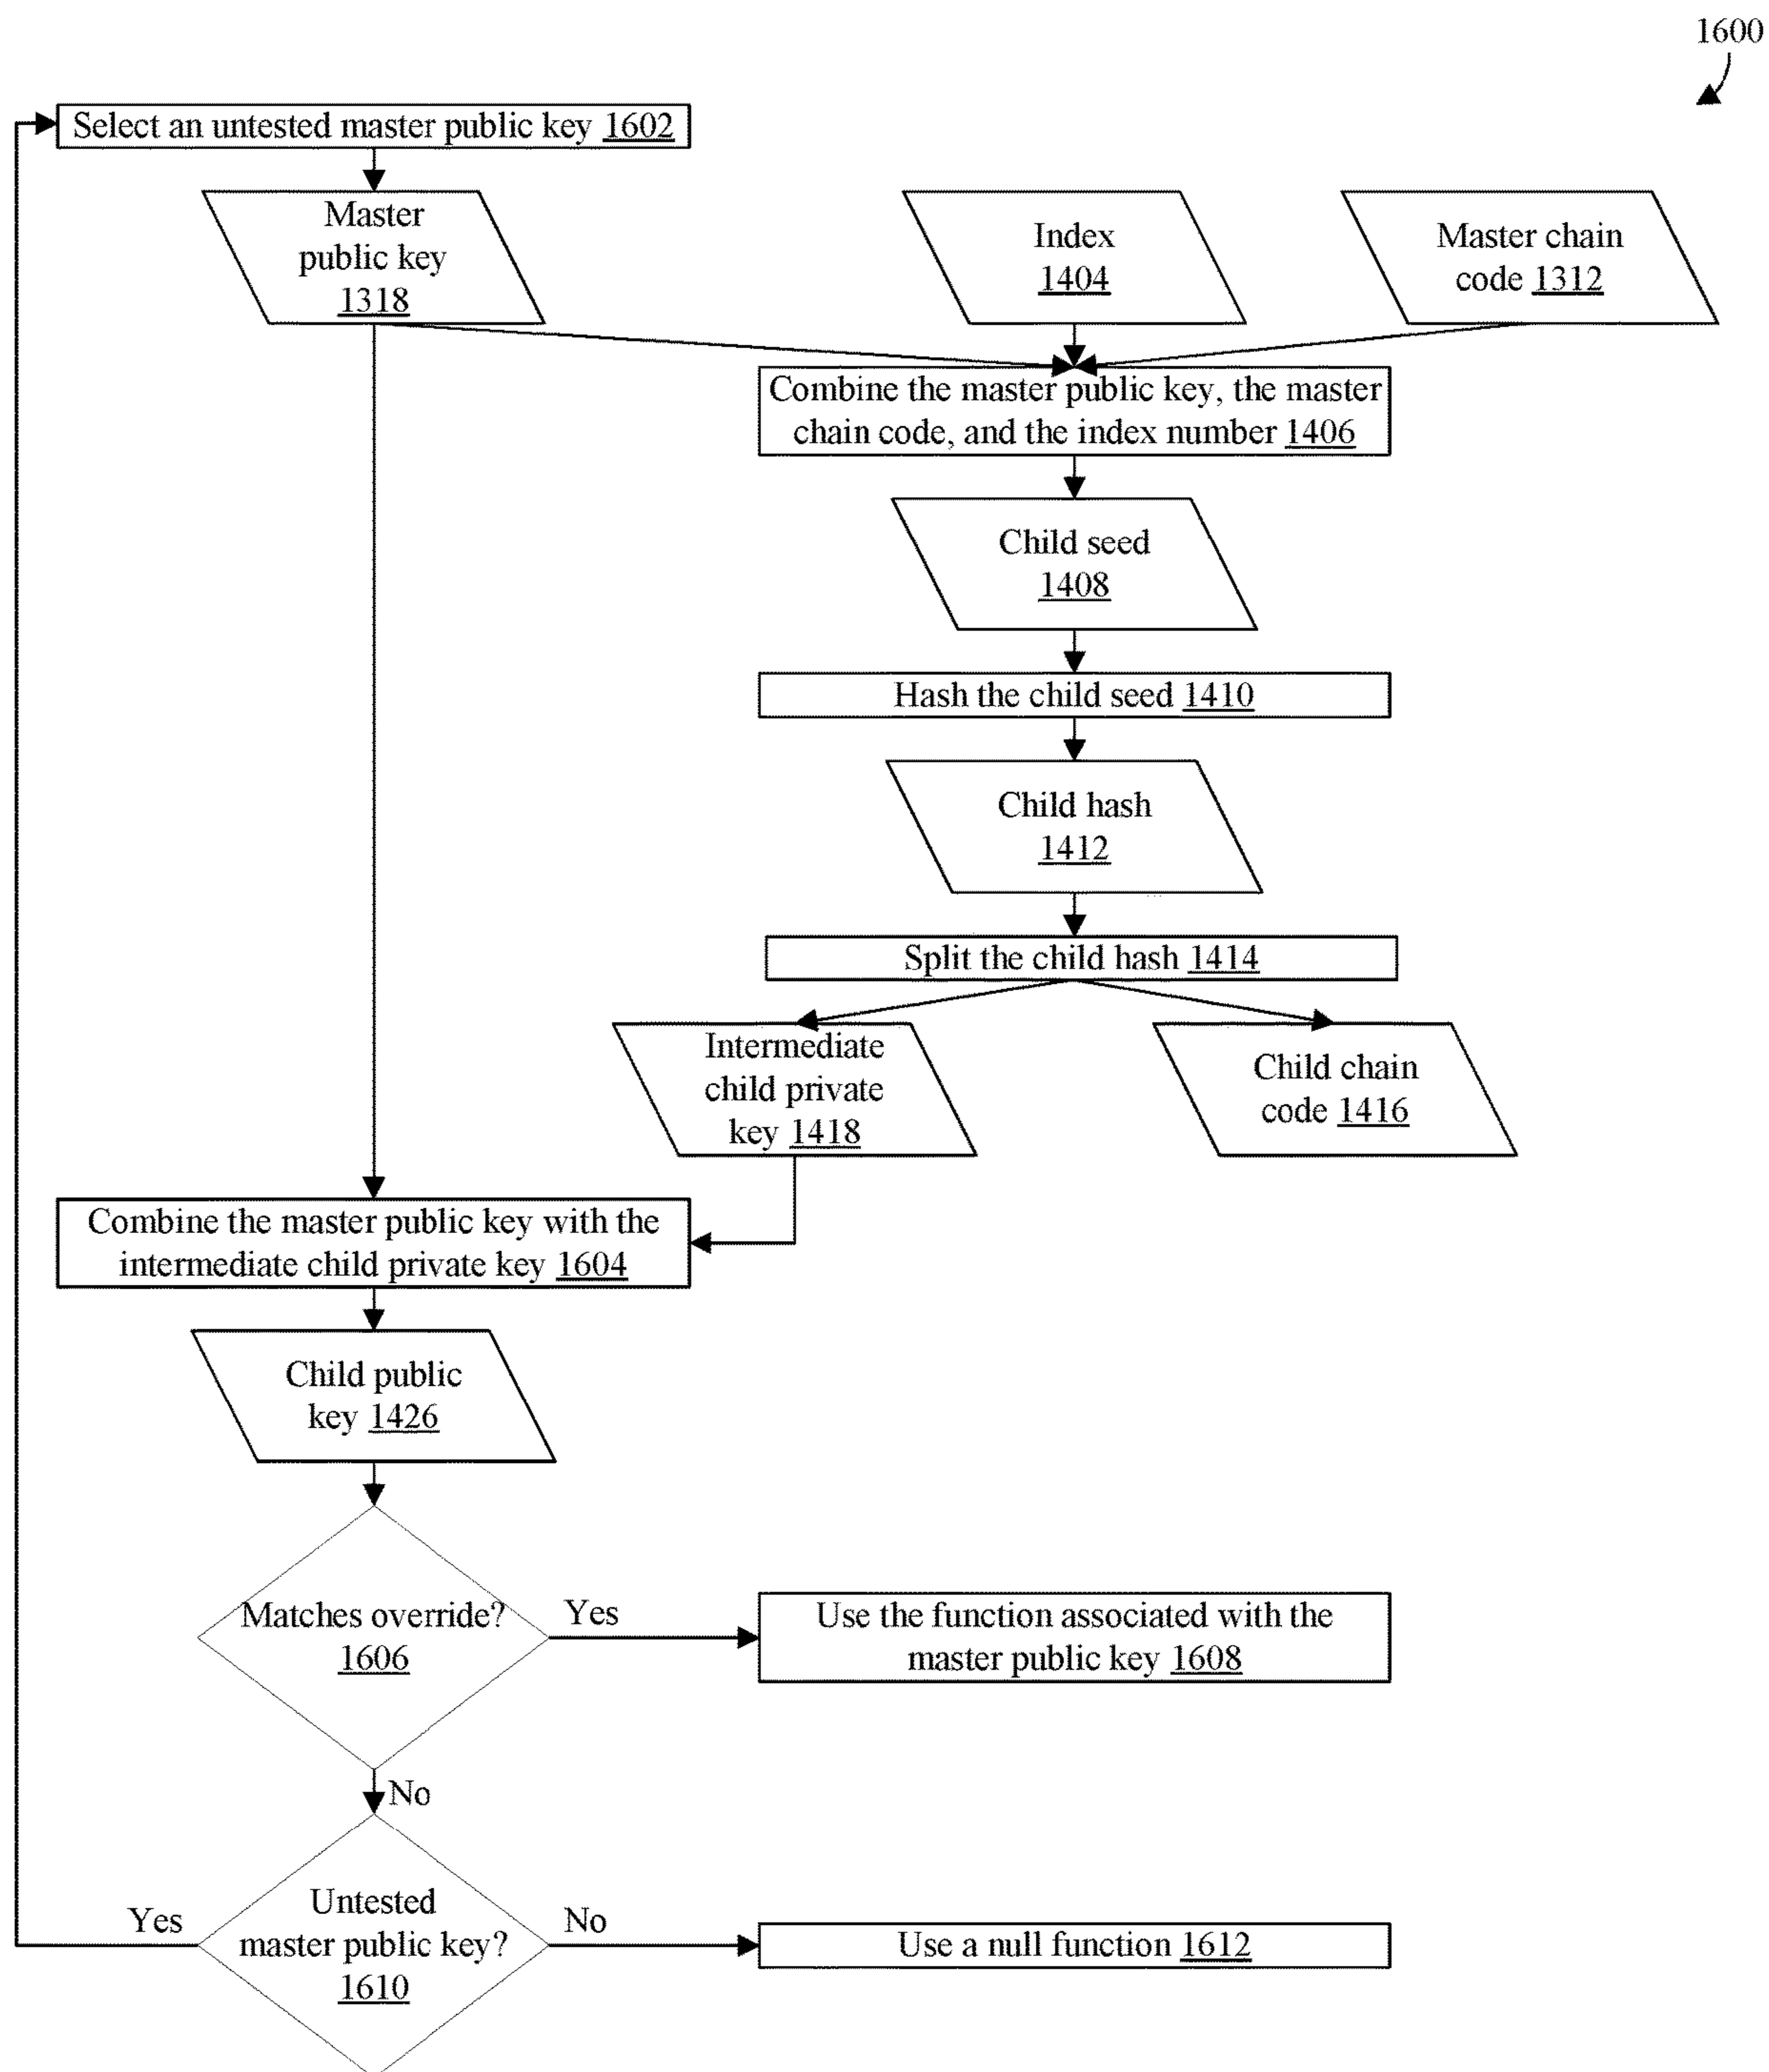 1600
Select an untested master public key 1602
Master
public key
1318
Index
1404
Master chain
code 1312
Combine the master public key, the master
chain code, and the index number 1406
Child seed
1408
Hash the child seed 1410
Child hash
1412
Split the child hash 1414
Intermediate
child private
key 1418
Child chain
code 1416
Combine the master public key with the
intermediate child private key 1604
Child public
key 1426
Matches override?
1606
Yes
Use the function associated with the
master public key 1608
No
Yes
Untested
master public key?
1610
No
Use a null function 1612